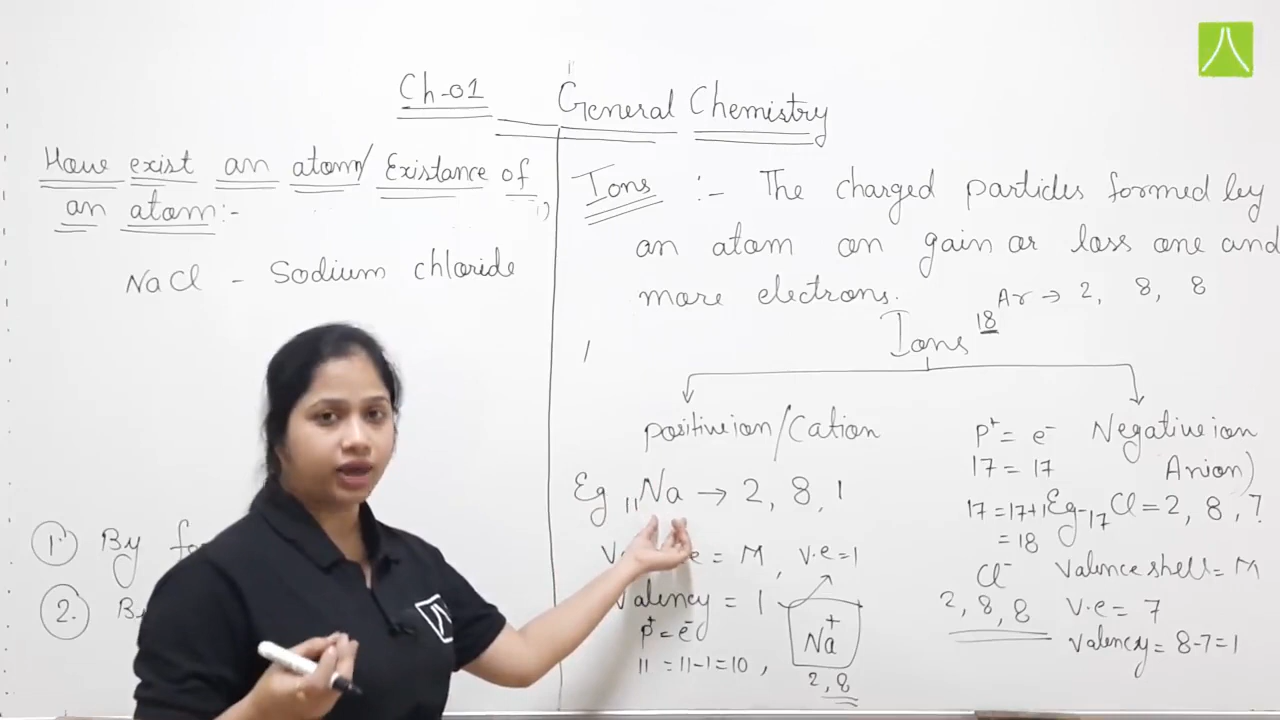 Ch-01 General Chemistry
How exist an atom/ Existance of
an atom:-
NaCl - Sodium chloride
1. By
2.
Ions :- The charged particles formed by
an atom on gain or loss one and
more electrons.
Ar → 2, 8, 8
18
Ions
Positive ion/Cation
Eg 11Na → 2, 8, 1
= M, V.e=1
Valency = 1
p+ = e-
11 = 11-1=10,
Na+
2,8
Negative ion
Anion)
p+ = e-
17 = 17
17 = 17+1
= 18
Eg- 17Cl = 2, 8, 7
Cl-
2, 8, 8
Valence shell = M
V.e = 7
Valency = 8-7=1